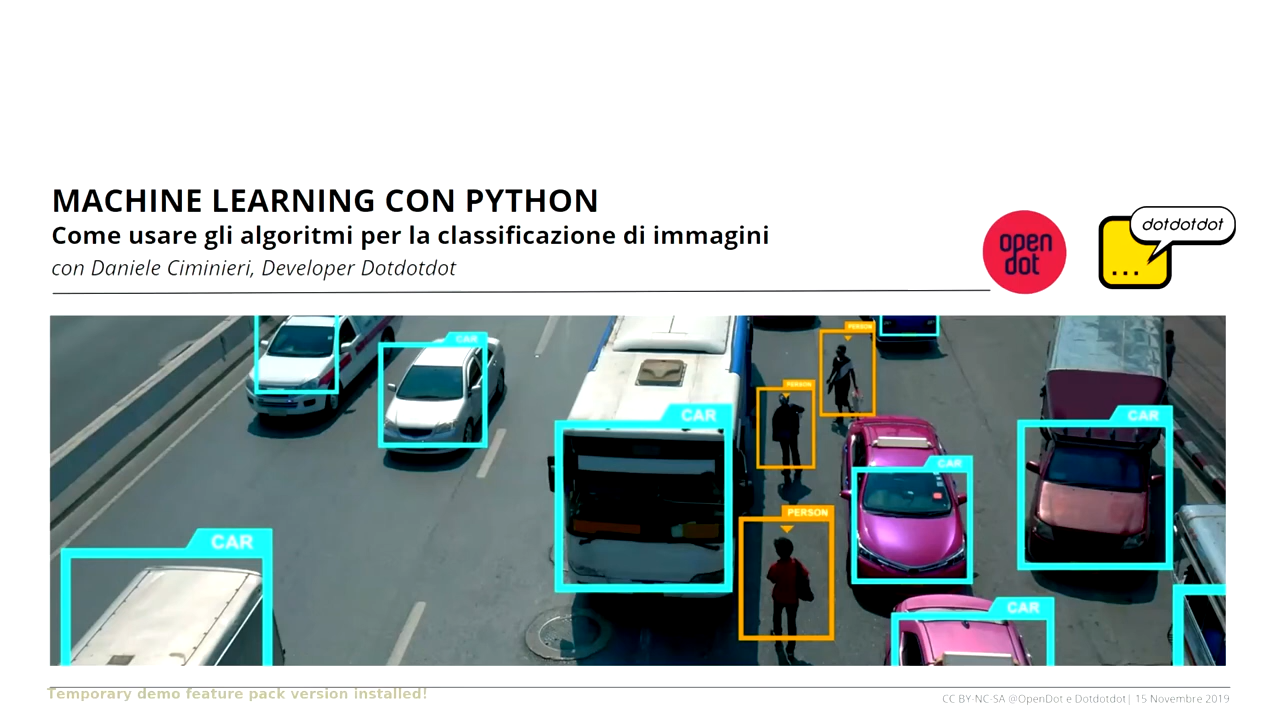 MACHINE LEARNING CON PYTHON
Come usare gli algoritmi per la classificazione di immagini
con Daniele Ciminieri, Developer Dotdotdot
open
dot
dotdotdot
...
CAR
CAR
CAR
CAR
CAR
CAR
PERSON
PERSON
PERSON
Temporary demo feature pack version installed!
CC BY-NC-SA @OpenDot e Dotdotdot| 15 Novembre 2019